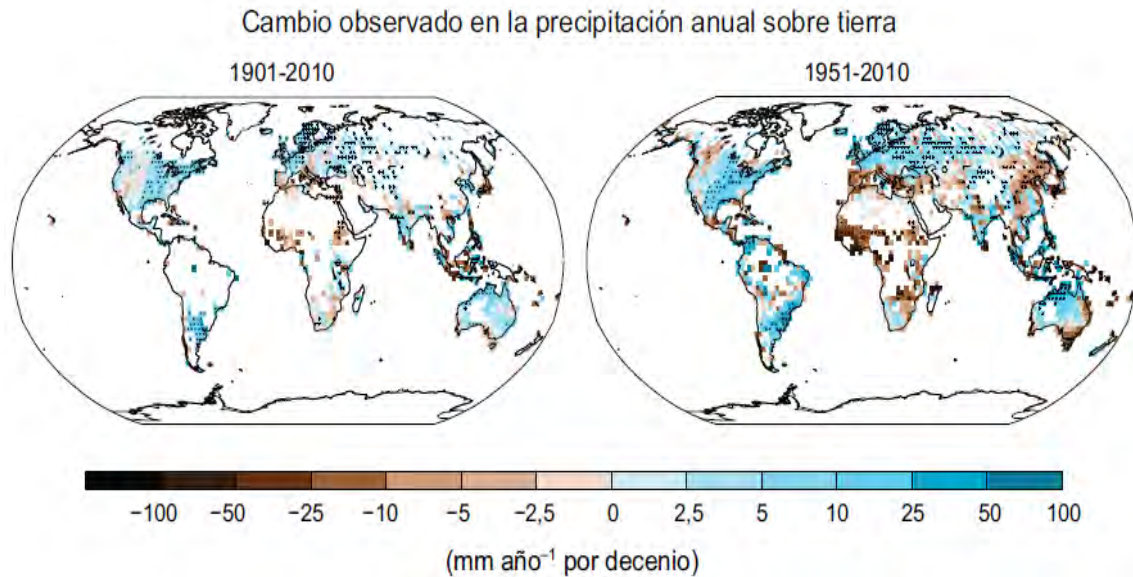 Cambio observado en la precipitación anual sobre tierra
1901-2010
1951-2010
−100 −50 −25 −10 −5 −2,5 0 2,5 5 10 25 50 100
(mm año⁻¹ por decenio)